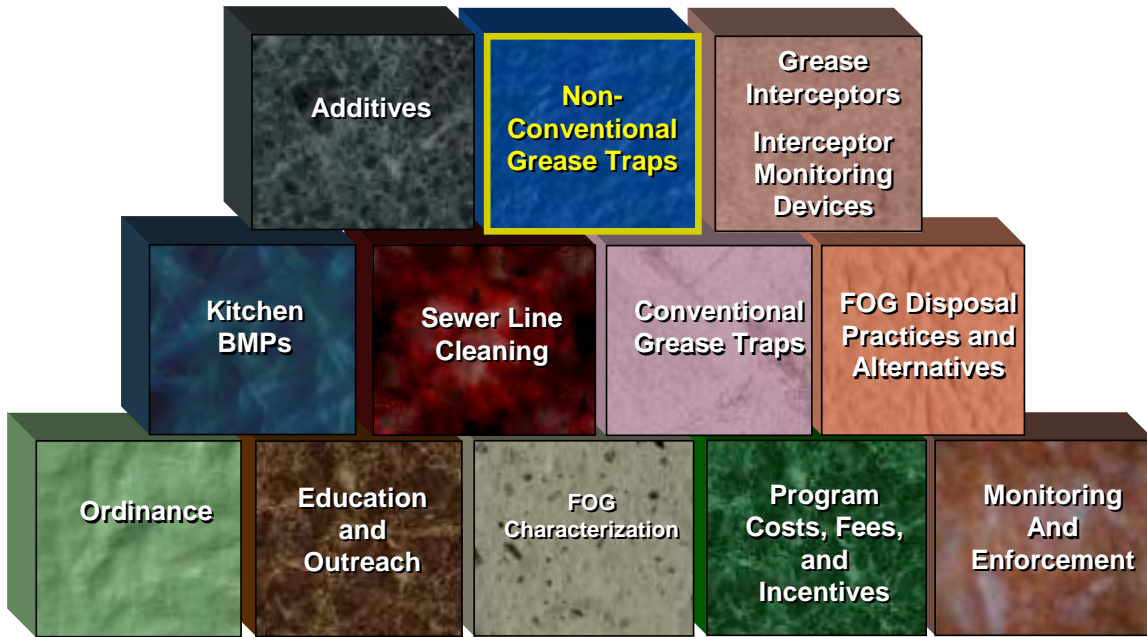 Additives
Non-
Conventional
Grease Traps
Grease
Interceptors
Interceptor
Monitoring
Devices
Kitchen
BMPs
Sewer Line
Cleaning
Conventional
Grease Traps
FOG Disposal
Practices and
Alternatives
Ordinance
Education
and
Outreach
FOG
Characterization
Program
Costs, Fees,
and
Incentives
Monitoring
And
Enforcement